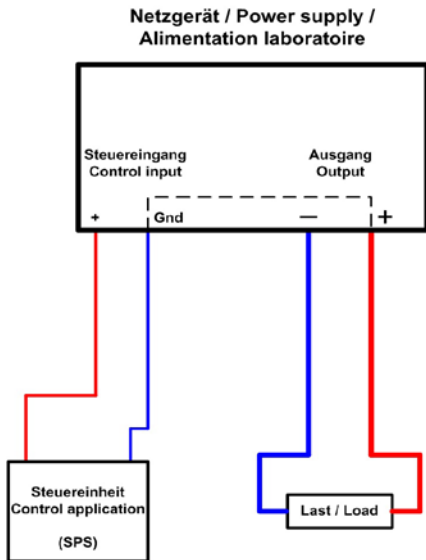 Netzgerät / Power supply /
Alimentation laboratoire
Steuereingang
Control input
Ausgang
Output
+
Gnd
—
+
Steuereinheit
Control application
(SPS)
Last / Load